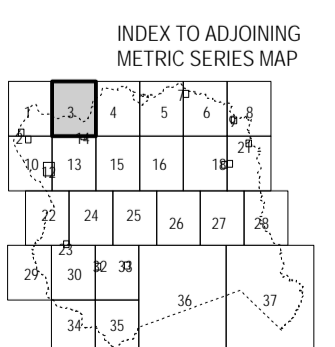 INDEX TO ADJOINING
METRIC SERIES MAP
1 3 4 5 7 6 9 8
2 14 21
10 12 13 15 16 18
22 24 25 26 27 28
23
29 30 32 33 36 37
34 35